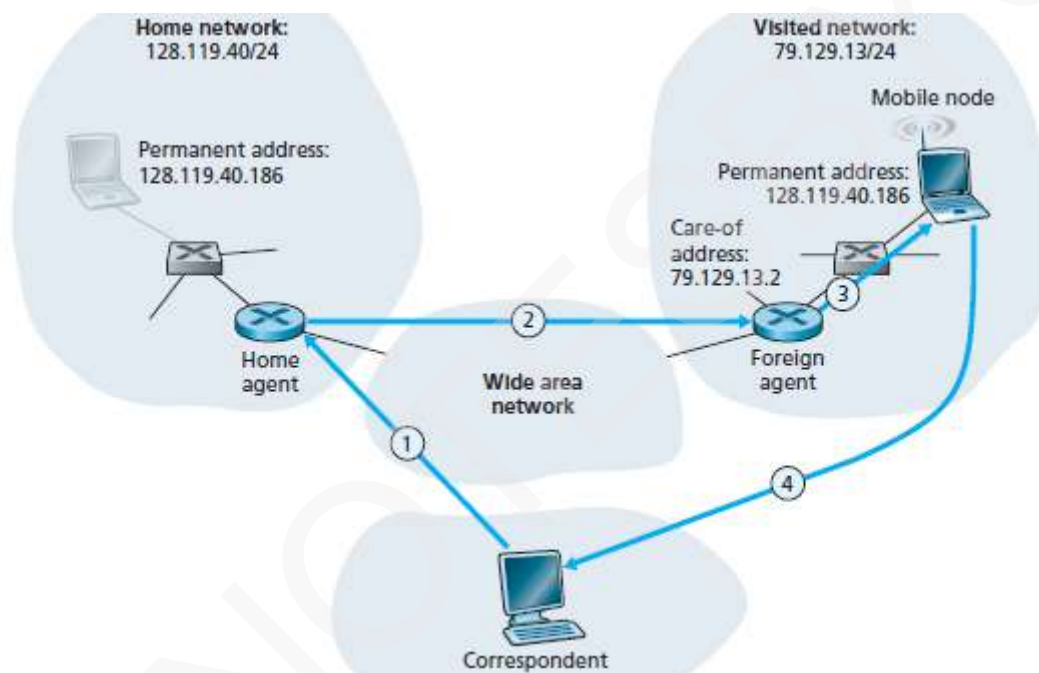 Home network:
128.119.40/24
Visited network:
79.129.13/24
Mobile node
Permanent address:
128.119.40.186
Permanent address:
128.119.40.186
Care-of
address:
79.129.13.2
3
2
Home
agent
Foreign
agent
Wide area
network
1
4
Correspondent